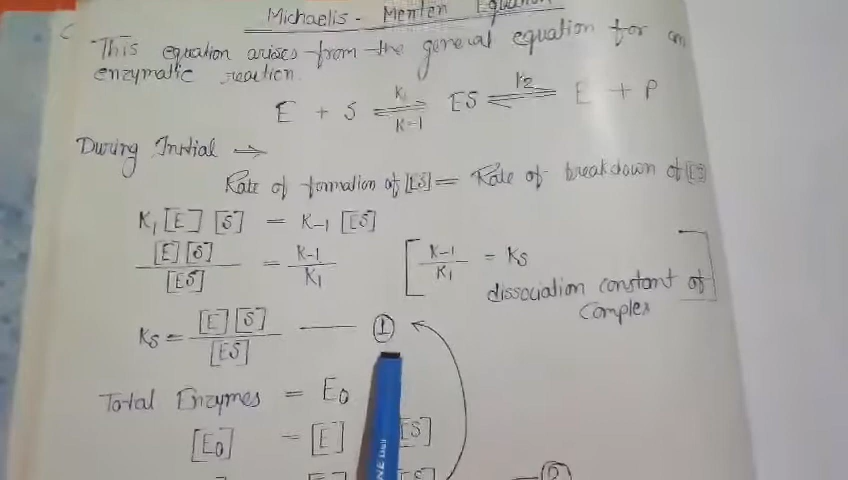 Michaelis - Menten Equation
This equation arises from the general equation for an
enzymatic reaction
E + S ⇌ ES ⇌ E + P
K1 K-1 K2
During Initial →
Rate of formation of [ES] = Rate of breakdown of [ES]
K1 [E] [S] = K-1 [ES]
[E][S] / [ES] = K-1 / K1 [ K-1 / K1 = Ks
dissociation constant of
Complex ]
Ks = [E][S] / [ES] —— ①
Total Enzymes = E0
[E0] = [E] [S]